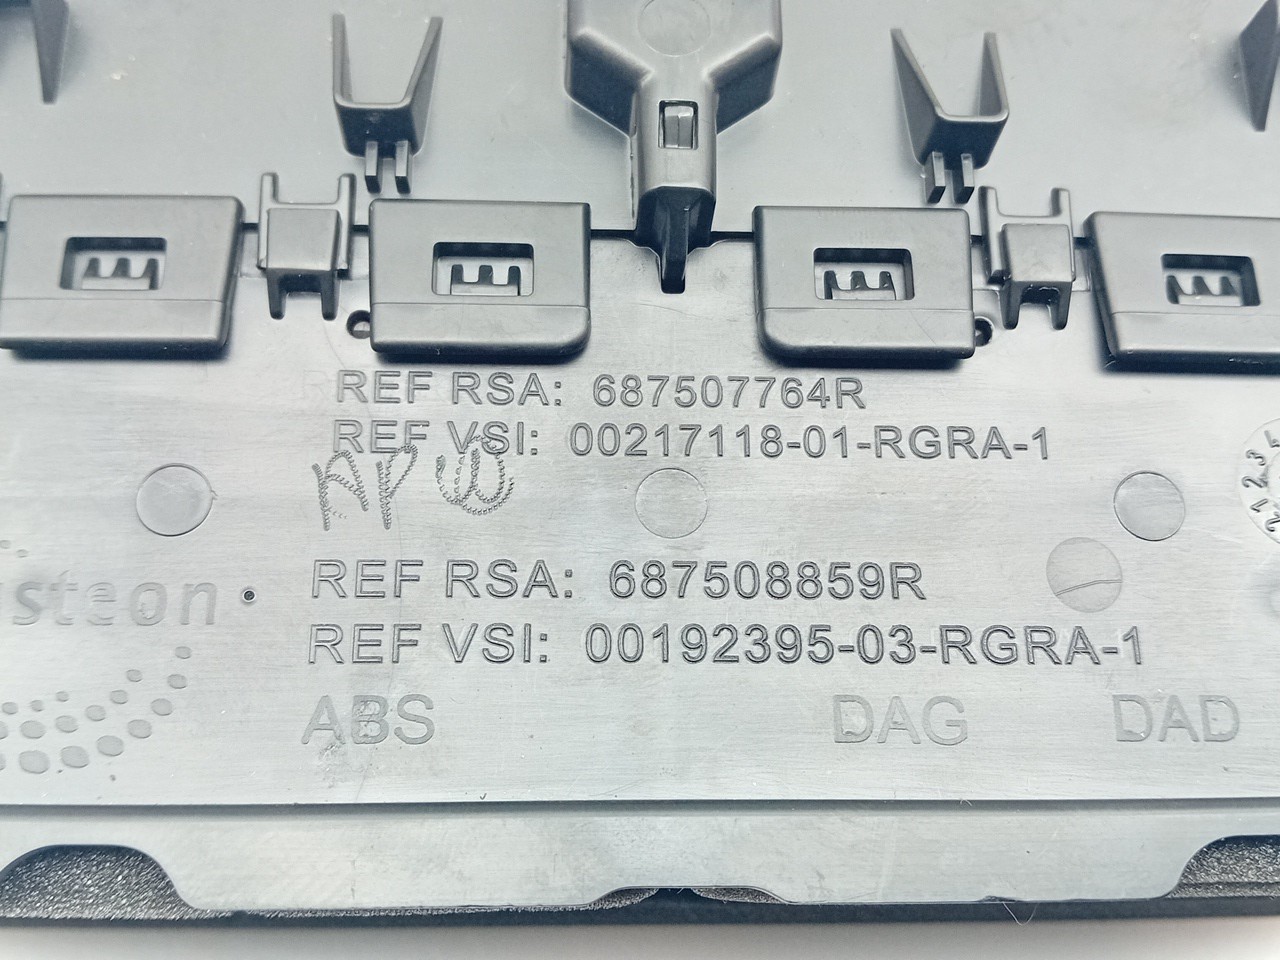 REF RSA: 687507764R
REF VSI: 00217118-01-RGRA-1
REF RSA: 687508859R
steon
REF VSI: 00192395-03-RGRA-1
ABS DAG DAD